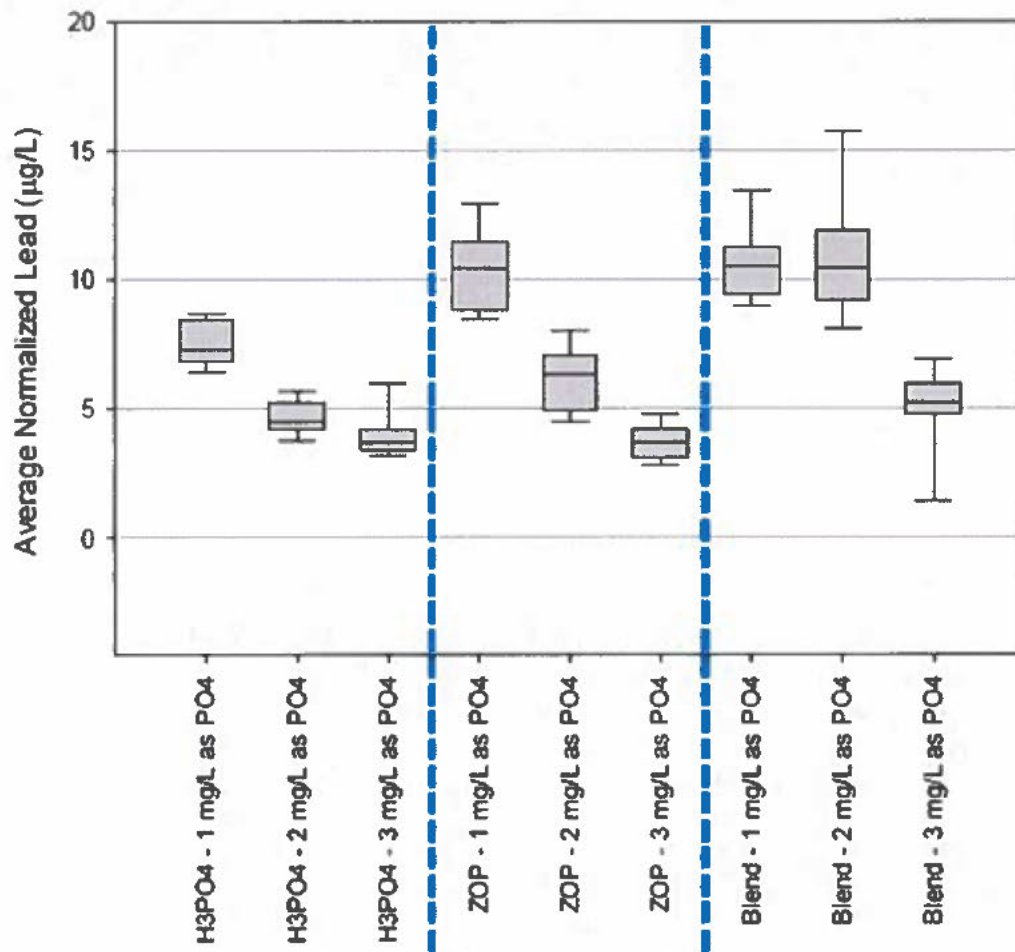 Average Normalized Lead (µg/L)
20
15
10
5
0
H3PO4 - 1 mg/L as PO4
H3PO4 - 2 mg/L as PO4
H3PO4 - 3 mg/L as PO4
ZOP - 1 mg/L as PO4
ZOP - 2 mg/L as PO4
ZOP - 3 mg/L as PO4
Blend - 1 mg/L as PO4
Blend - 2 mg/L as PO4
Blend - 3 mg/L as PO4